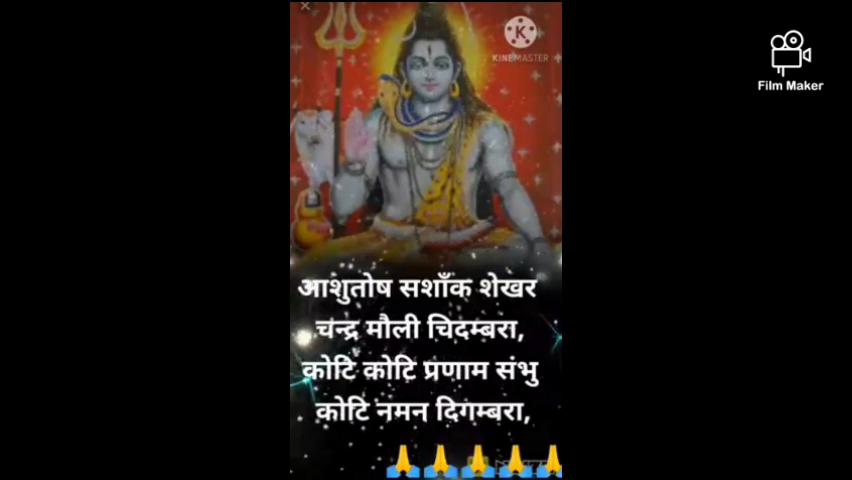 KINEMASTER
Film Maker
आशुतोष सशाँक शेखर
चन्द्र मौली चिदम्बरा,
कोटि कोटि प्रणाम संभु
कोटि नमन दिगम्बरा,